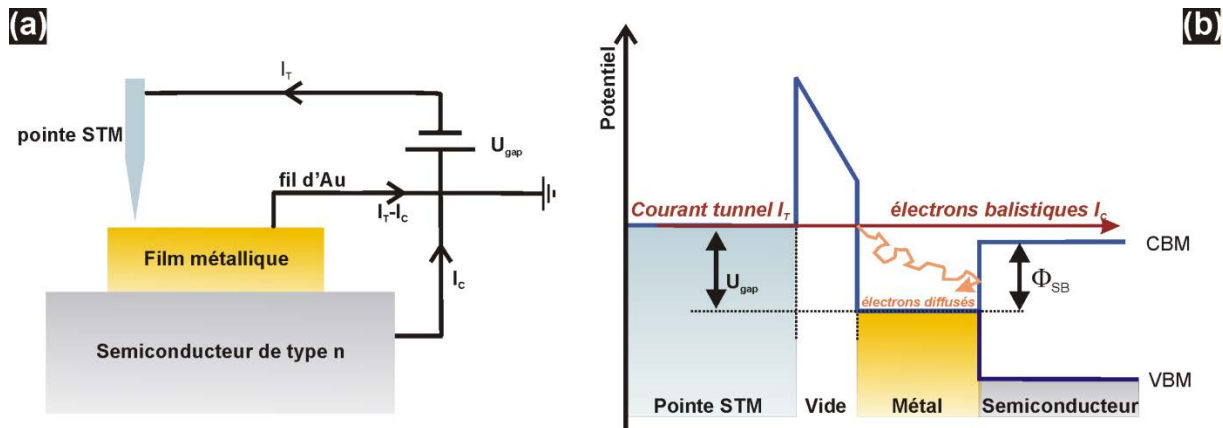 (a)
I_T
pointe STM
U_gap
fil d'Au
I_T-I_C
Film métallique
I_C
Semiconducteur de type n
(b)
Potentiel
Courant tunnel I_T
électrons balistiques I_C
CBM
U_gap
Φ_SB
électrons diffusés
VBM
Pointe STM
Vide
Métal
Semiconducteur